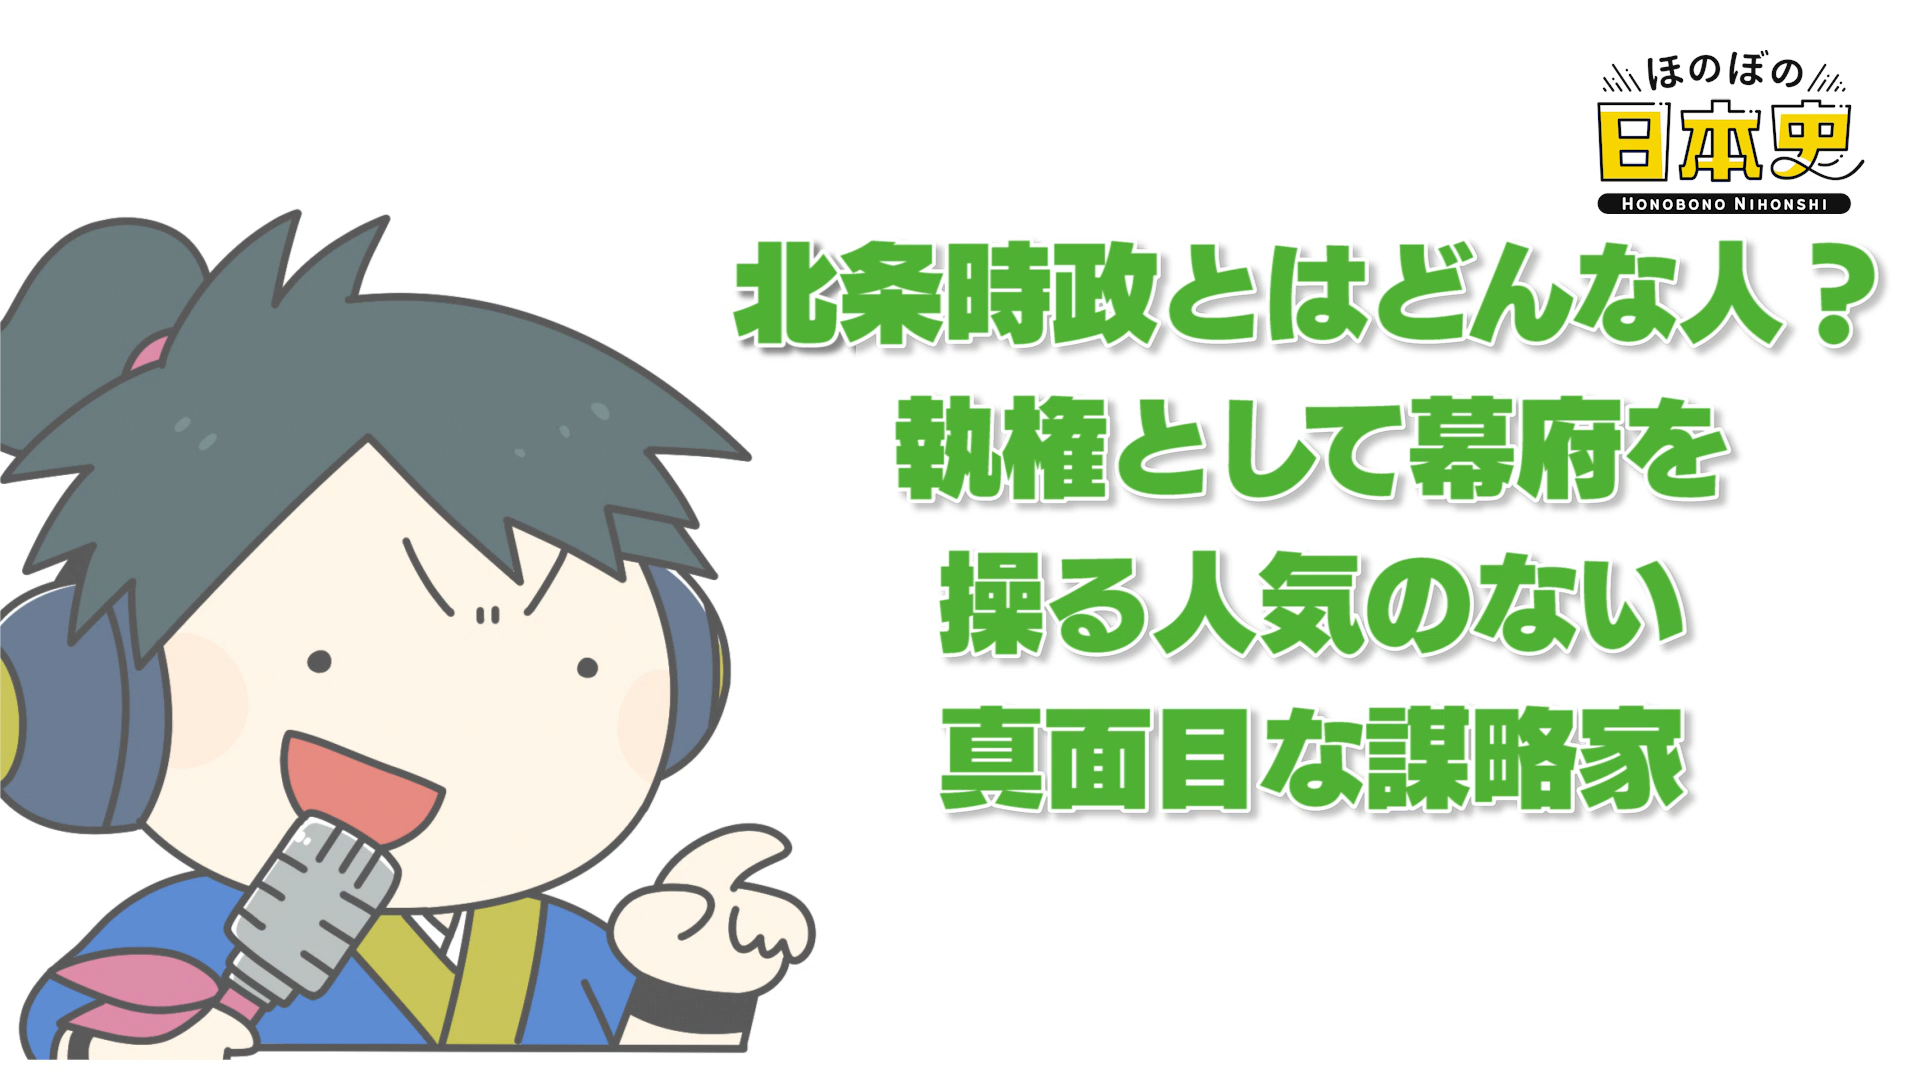 ほのぼの
日本史
HONOBONO NIHONSHI
北条時政とはどんな人?
執権として幕府を
操る人気のない
真面目な謀略家